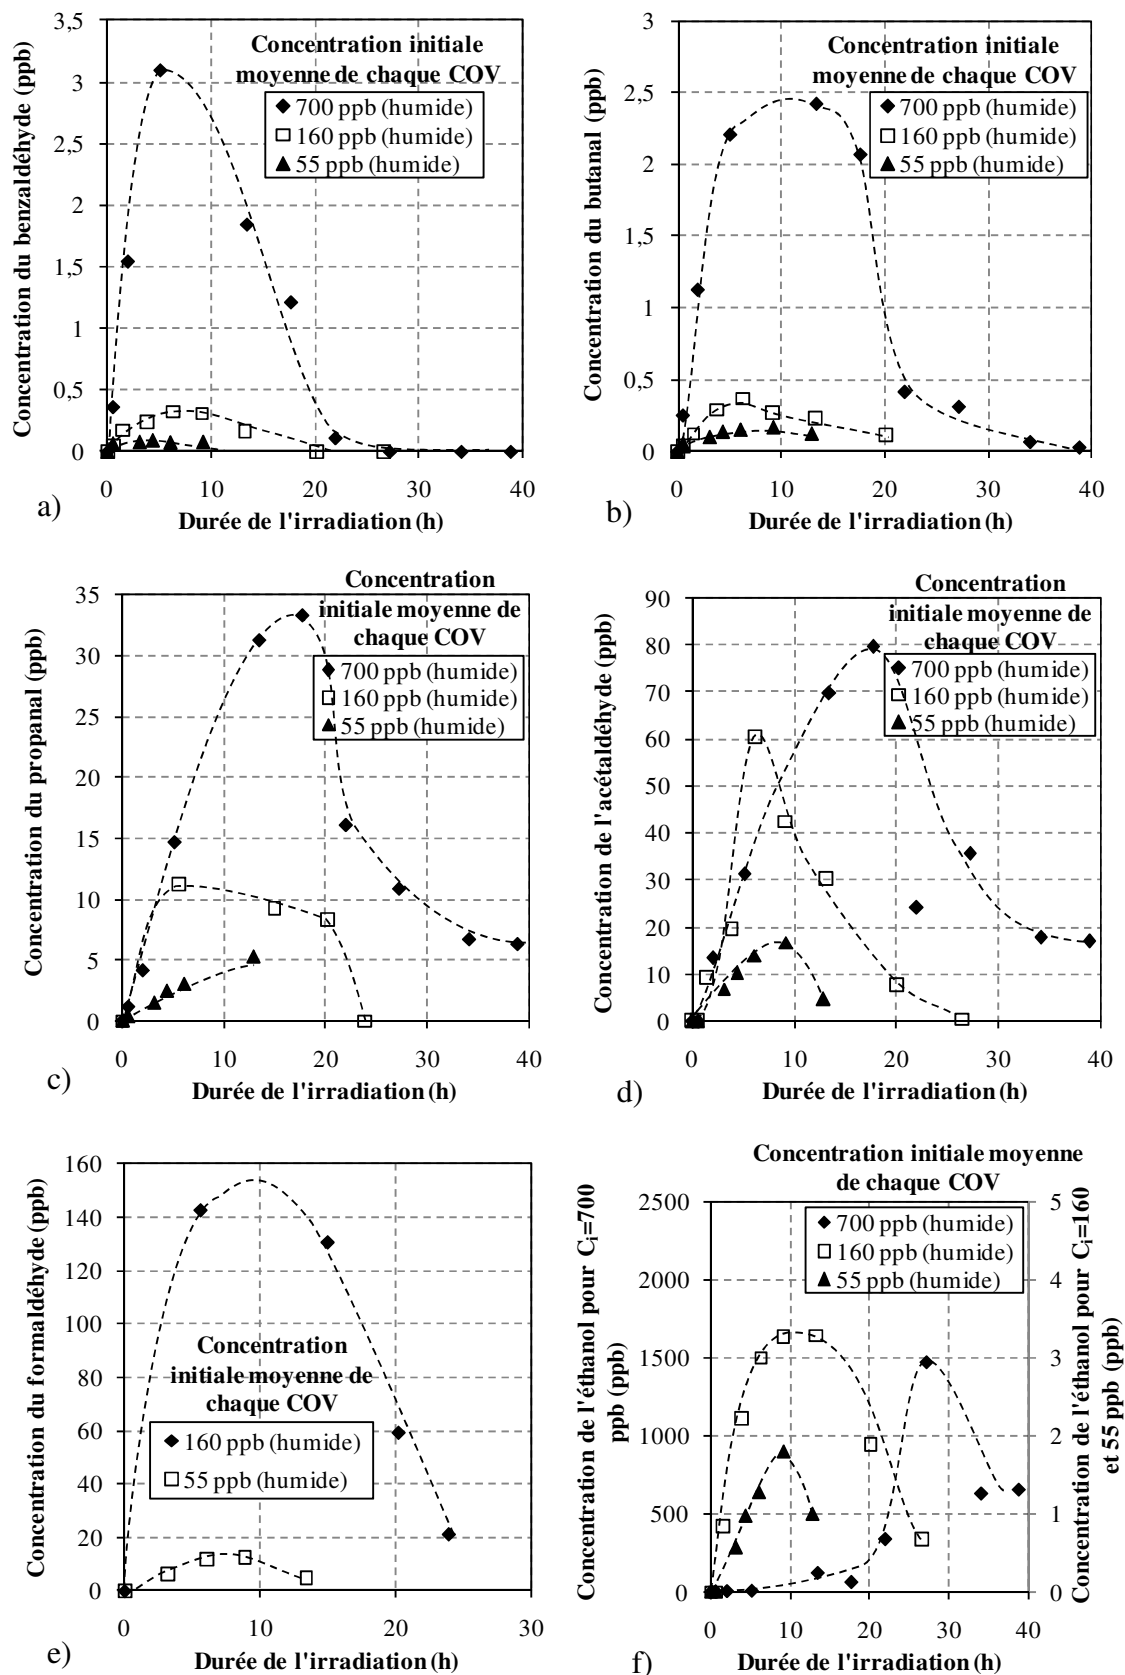 Concentration du benzaldéhyde (ppb)
3,5
3
2,5
2
1,5
1
0,5
0
Concentration initiale
moyenne de chaque COV
700 ppb (humide)
160 ppb (humide)
55 ppb (humide)
0 10 20 30 40
Durée de l'irradiation (h)
a)
Concentration du butanal (ppb)
3
2,5
2
1,5
1
0,5
0
Concentration initiale
moyenne de chaque COV
700 ppb (humide)
160 ppb (humide)
55 ppb (humide)
0 10 20 30 40
Durée de l'irradiation (h)
b)
Concentration du propanal (ppb)
35
30
25
20
15
10
5
0
Concentration
initiale moyenne de
chaque COV
700 ppb (humide)
160 ppb (humide)
55 ppb (humide)
0 10 20 30 40
Durée de l'irradiation (h)
c)
Concentration de l'acétaldéhyde (ppb)
90
80
70
60
50
40
30
20
10
0
Concentration
initiale moyenne de
chaque COV
700 ppb (humide)
160 ppb (humide)
55 ppb (humide)
0 10 20 30 40
Durée de l'irradiation (h)
d)
Concentration du formaldéhyde (ppb)
160
140
120
100
80
60
40
20
0
Concentration
initiale moyenne de
chaque COV
160 ppb (humide)
55 ppb (humide)
0 10 20 30
Durée de l'irradiation (h)
e)
Concentration initiale moyenne
de chaque COV
Concentration de l'éthanol pour Ci=700
ppb (ppb)
2500
2000
1500
1000
500
0
700 ppb (humide)
160 ppb (humide)
55 ppb (humide)
5
4
3
2
1
0
Concentration de l'éthanol pour Ci=160
et 55 ppb (ppb)
0 10 20 30 40
Durée de l'irradiation (h)
f)